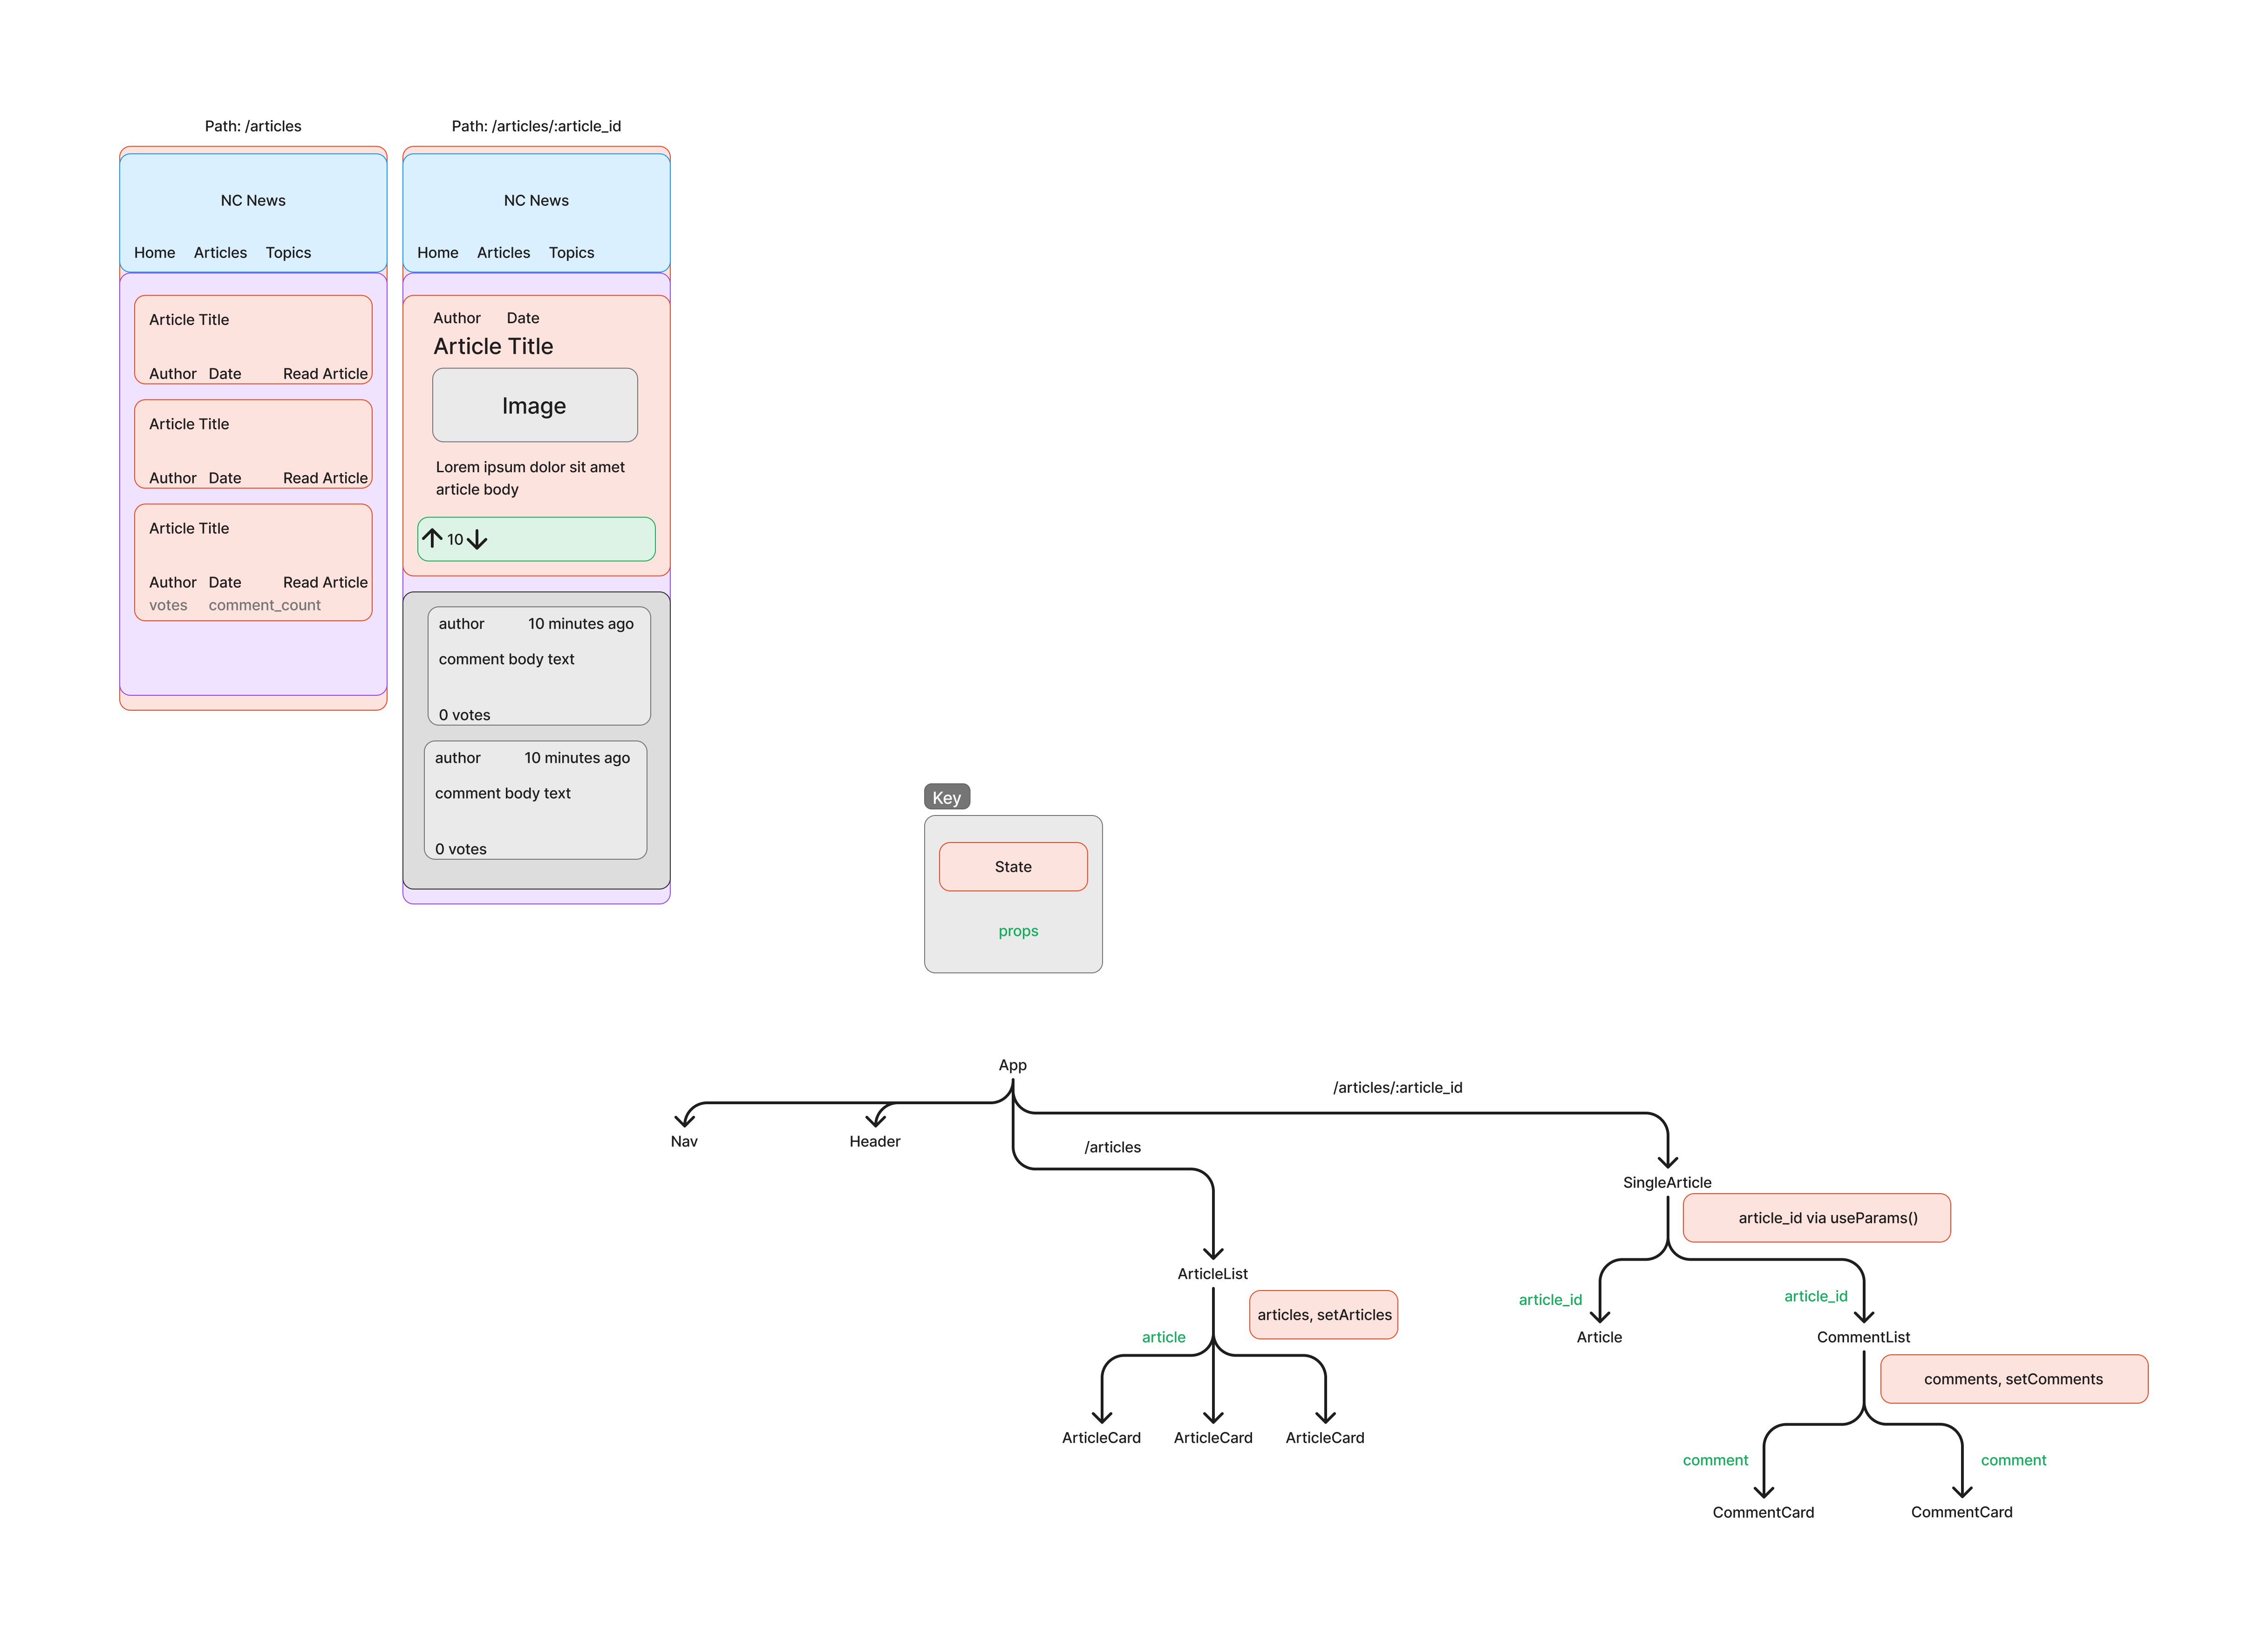 Path: /articles
NC News
Home Articles Topics
Article Title
Author Date Read Article
Article Title
Author Date Read Article
Article Title
Author Date Read Article
votes comment_count
Path: /articles/:article_id
NC News
Home Articles Topics
Author Date
Article Title
Image
Lorem ipsum dolor sit amet
article body
10
author 10 minutes ago
comment body text
0 votes
author 10 minutes ago
comment body text
0 votes
Key
State
props
App
/articles/:article_id
Nav
Header
/articles
SingleArticle
article_id via useParams()
ArticleList
articles, setArticles
article
article_id
article_id
Article
CommentList
comments, setComments
ArticleCard
ArticleCard
ArticleCard
comment
comment
CommentCard
CommentCard